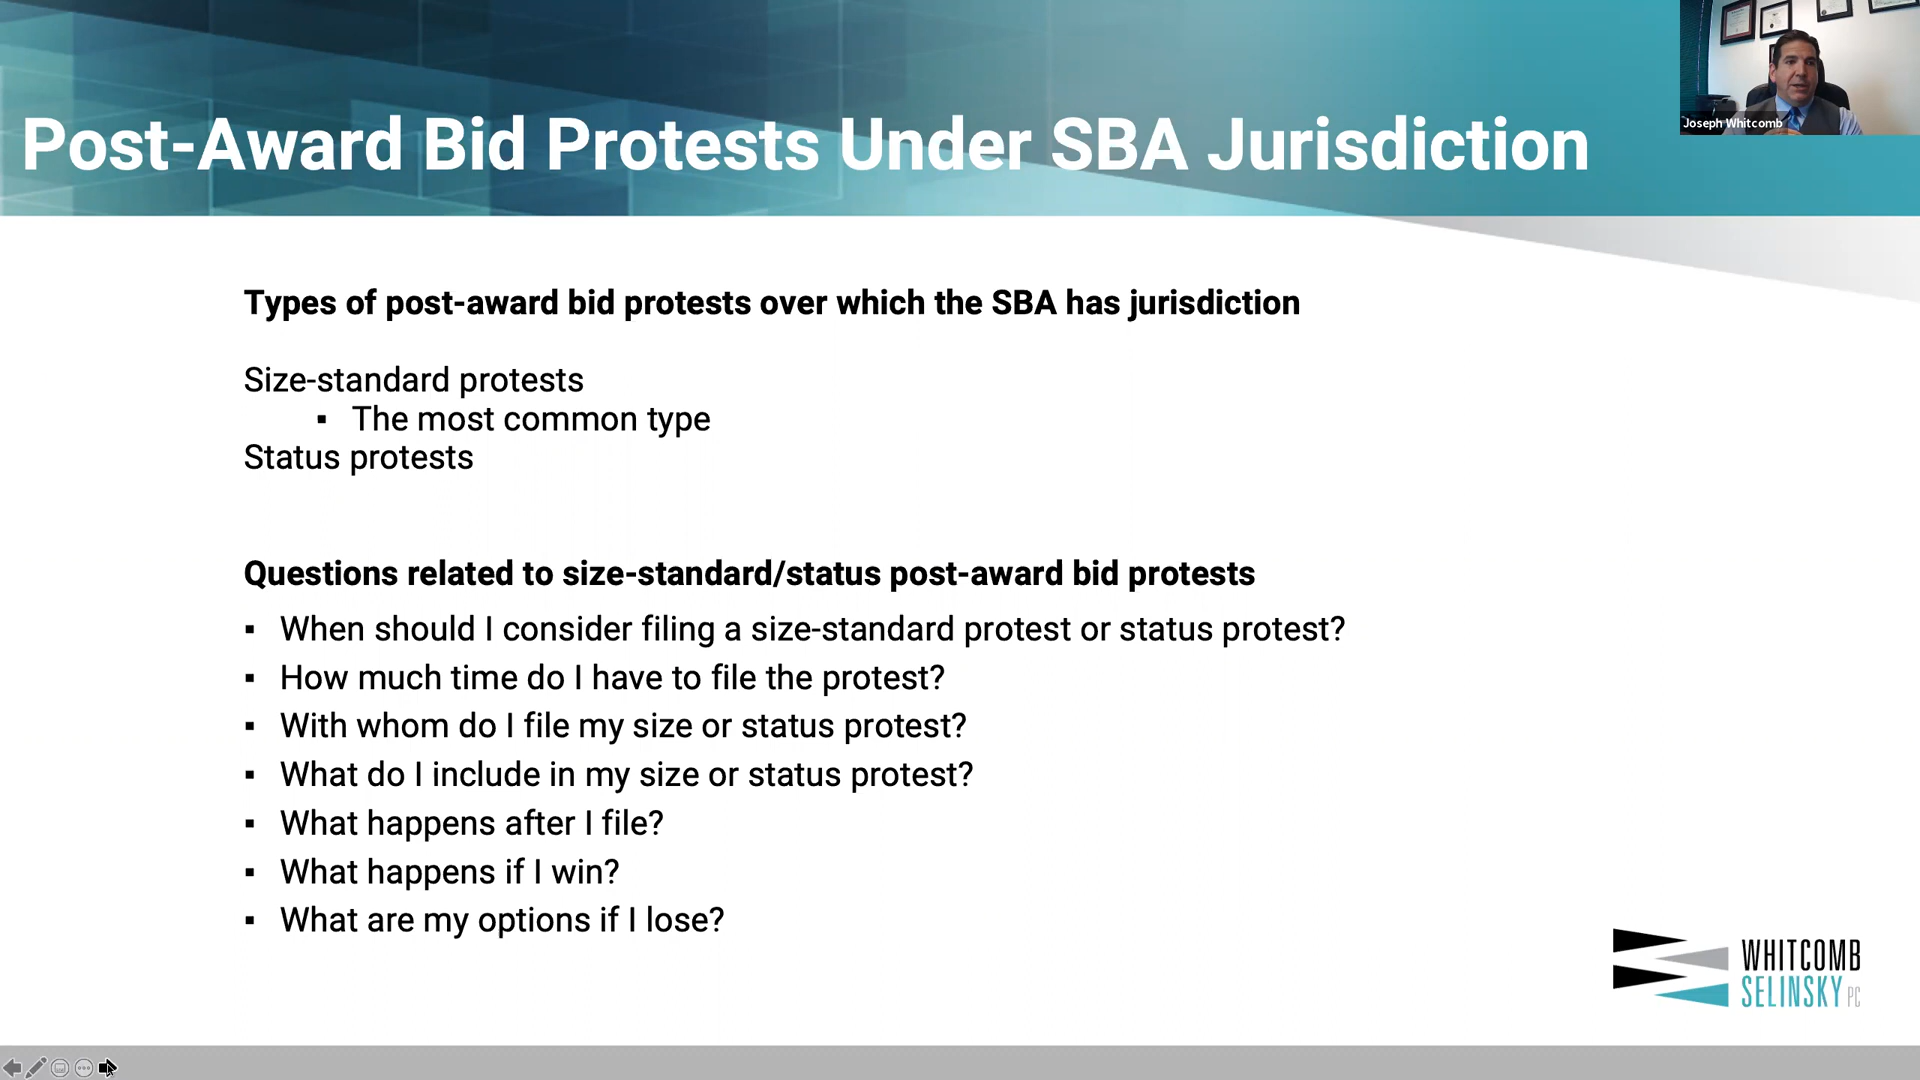 Post-Award Bid Protests Under SBA Jurisdiction
Joseph Whitcomb
Types of post-award bid protests over which the SBA has jurisdiction
Size-standard protests
▪ The most common type
Status protests
Questions related to size-standard/status post-award bid protests
▪ When should I consider filing a size-standard protest or status protest?
▪ How much time do I have to file the protest?
▪ With whom do I file my size or status protest?
▪ What do I include in my size or status protest?
▪ What happens after I file?
▪ What happens if I win?
▪ What are my options if I lose?
WHITCOMB
SELINSKY PC